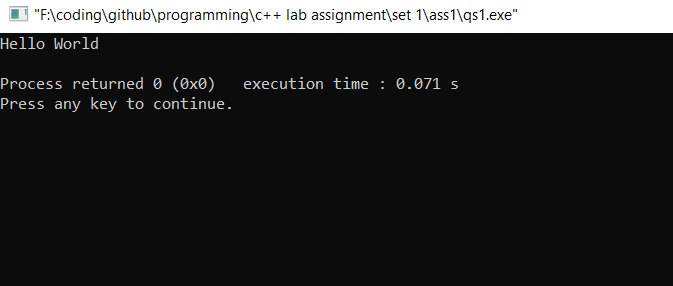 "F:\coding\github\programming\c++ lab assignment\set 1\ass1\qs1.exe"
Hello World
Process returned 0 (0x0)   execution time : 0.071 s
Press any key to continue.